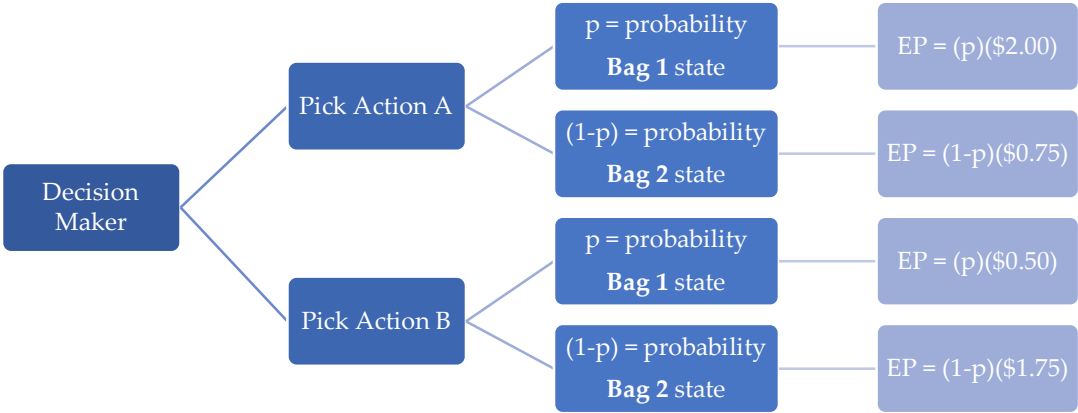 Decision
Maker
Pick Action A
p = probability
Bag 1 state
EP = (p)($2.00)
(1-p) = probability
Bag 2 state
EP = (1-p)($0.75)
Pick Action B
p = probability
Bag 1 state
EP = (p)($0.50)
(1-p) = probability
Bag 2 state
EP = (1-p)($1.75)